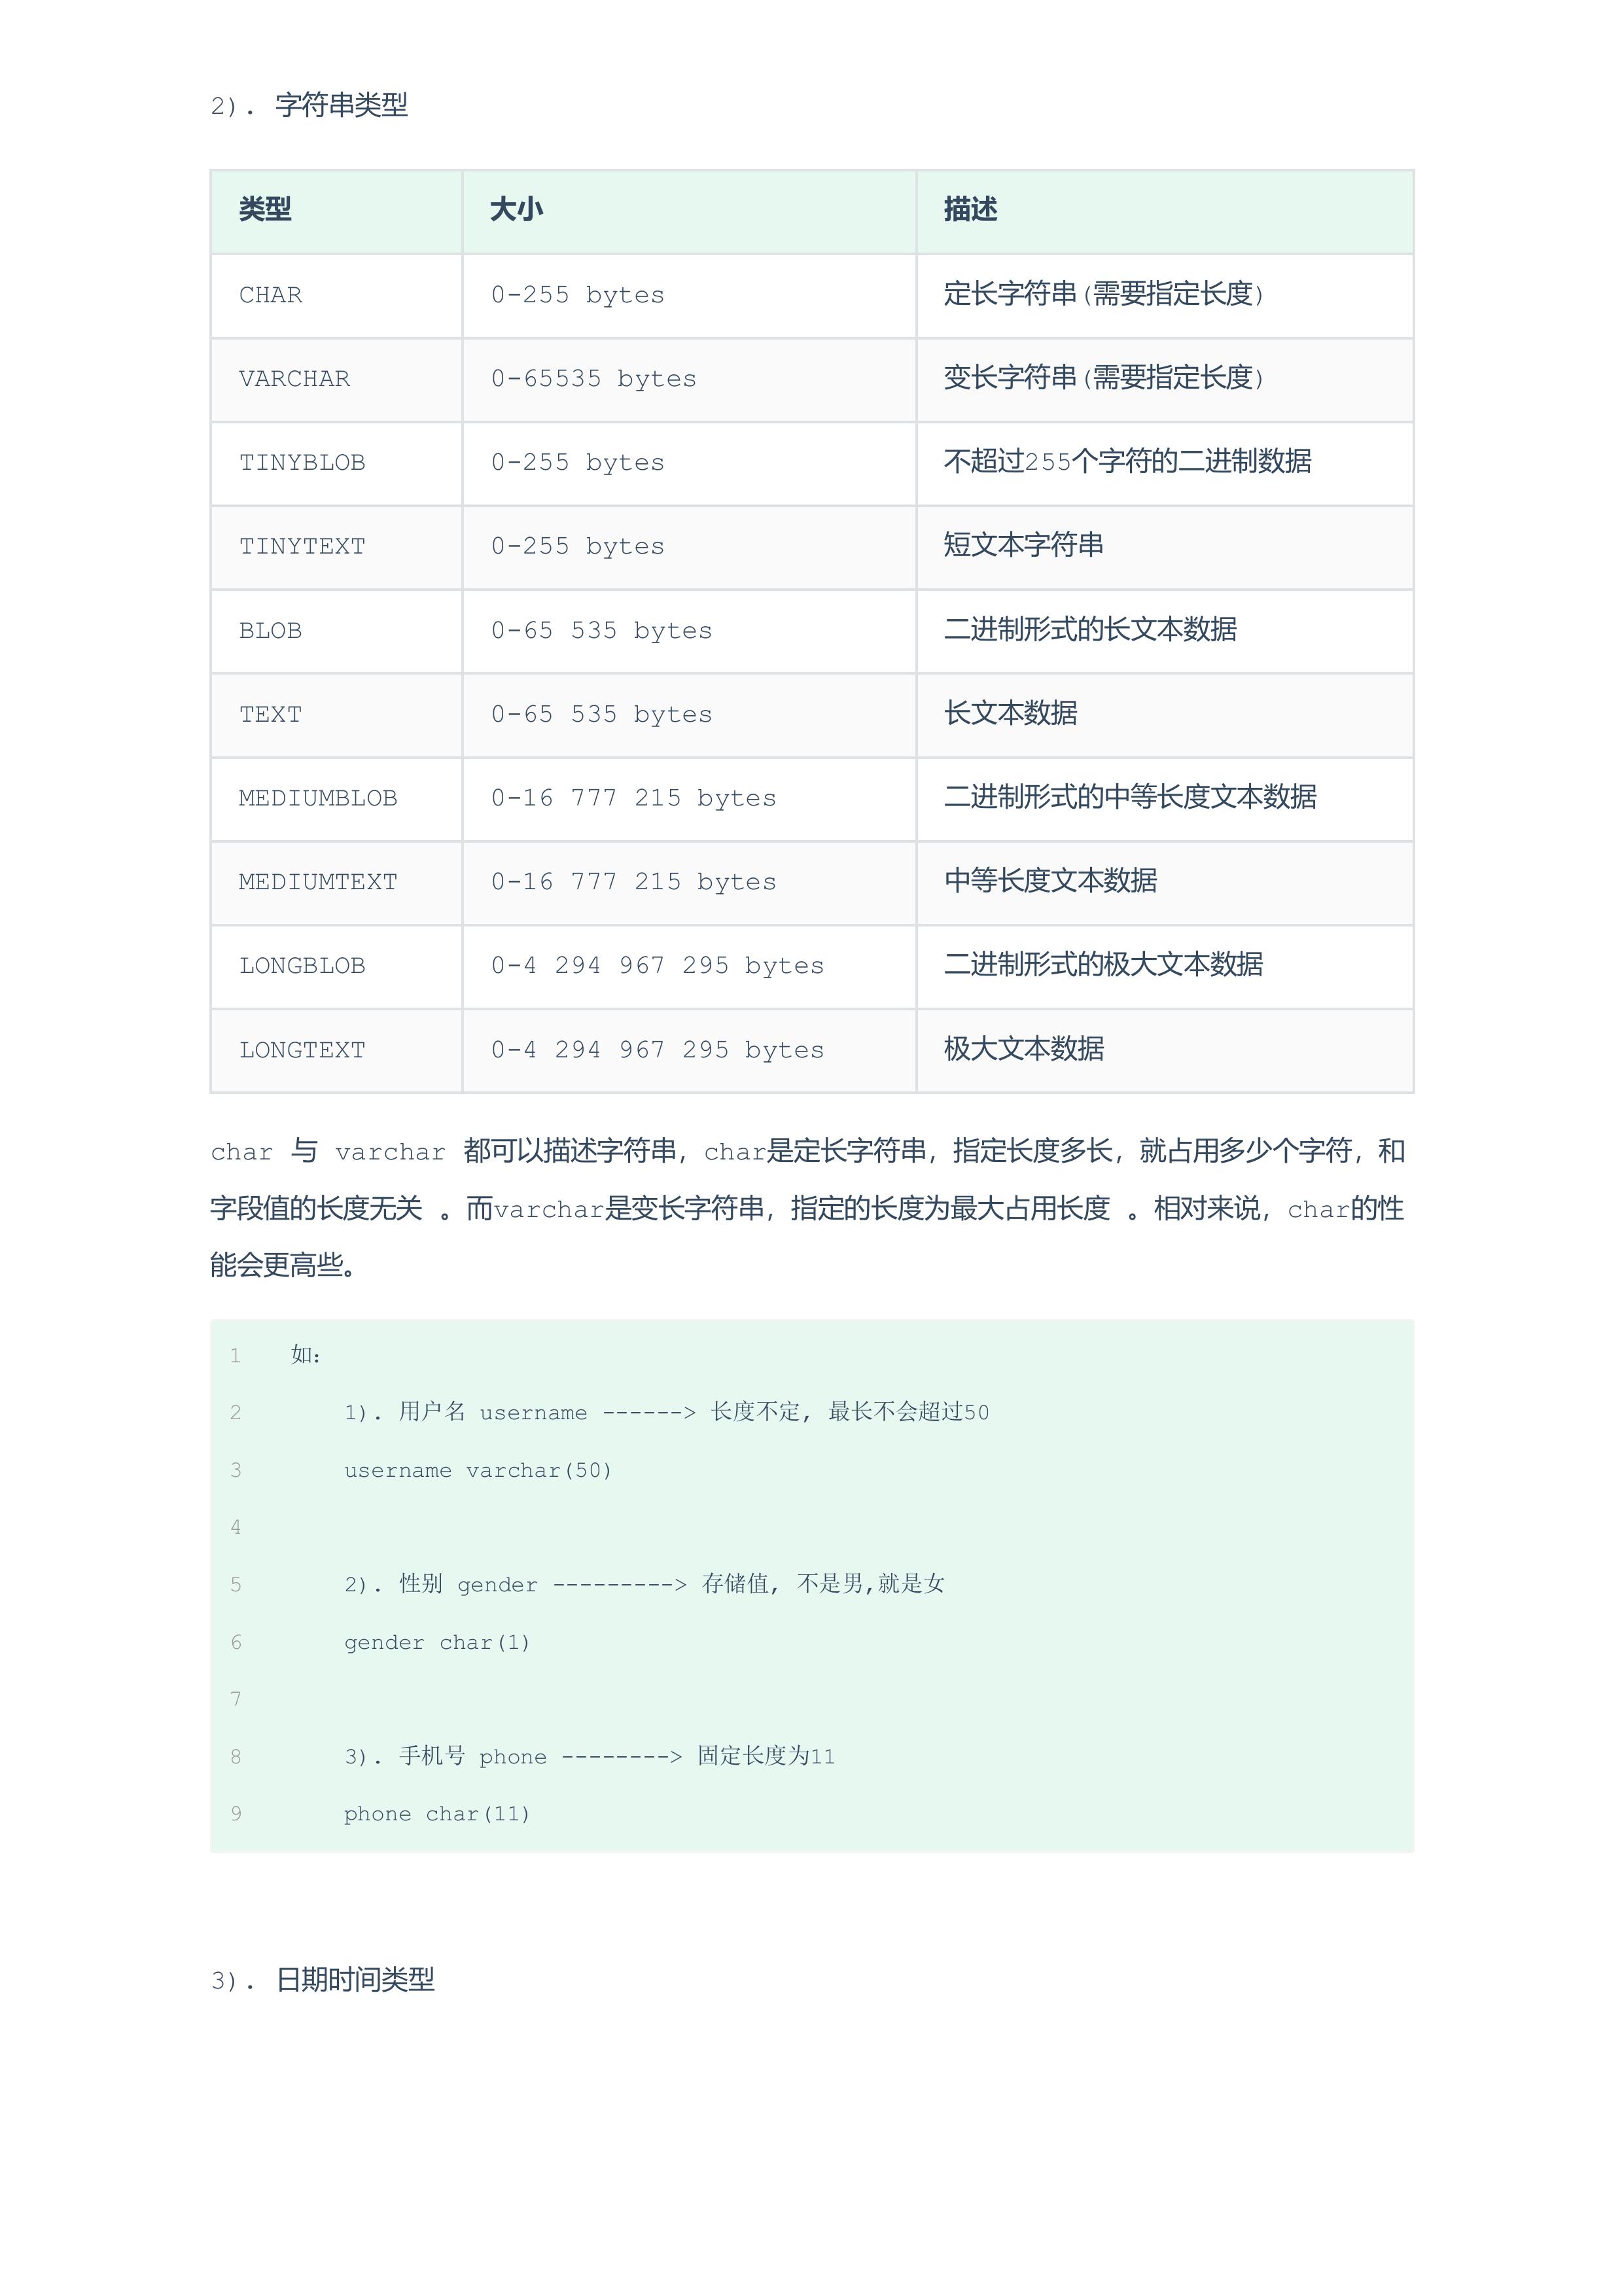 2). 字符串类型
类型 大小 描述
CHAR 0-255 bytes 定长字符串(需要指定长度)
VARCHAR 0-65535 bytes 变长字符串(需要指定长度)
TINYBLOB 0-255 bytes 不超过255个字符的二进制数据
TINYTEXT 0-255 bytes 短文本字符串
BLOB 0-65 535 bytes 二进制形式的长文本数据
TEXT 0-65 535 bytes 长文本数据
MEDIUMBLOB 0-16 777 215 bytes 二进制形式的中等长度文本数据
MEDIUMTEXT 0-16 777 215 bytes 中等长度文本数据
LONGBLOB 0-4 294 967 295 bytes 二进制形式的极大文本数据
LONGTEXT 0-4 294 967 295 bytes 极大文本数据
char 与 varchar 都可以描述字符串，char是定长字符串，指定长度多长，就占用多少个字符，和
字段值的长度无关 。而varchar是变长字符串，指定的长度为最大占用长度 。相对来说，char的性
能会更高些。
1 如：
2 1). 用户名 username ------> 长度不定, 最长不会超过50
3 username varchar(50)
4
5 2). 性别 gender ---------> 存储值, 不是男,就是女
6 gender char(1)
7
8 3). 手机号 phone --------> 固定长度为11
9 phone char(11)
3). 日期时间类型